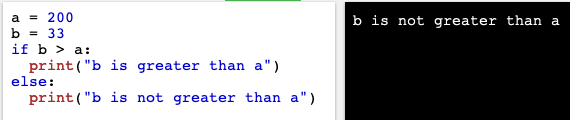 a = 200
b = 33
if b > a:
  print("b is greater than a")
else:
  print("b is not greater than a")
b is not greater than a